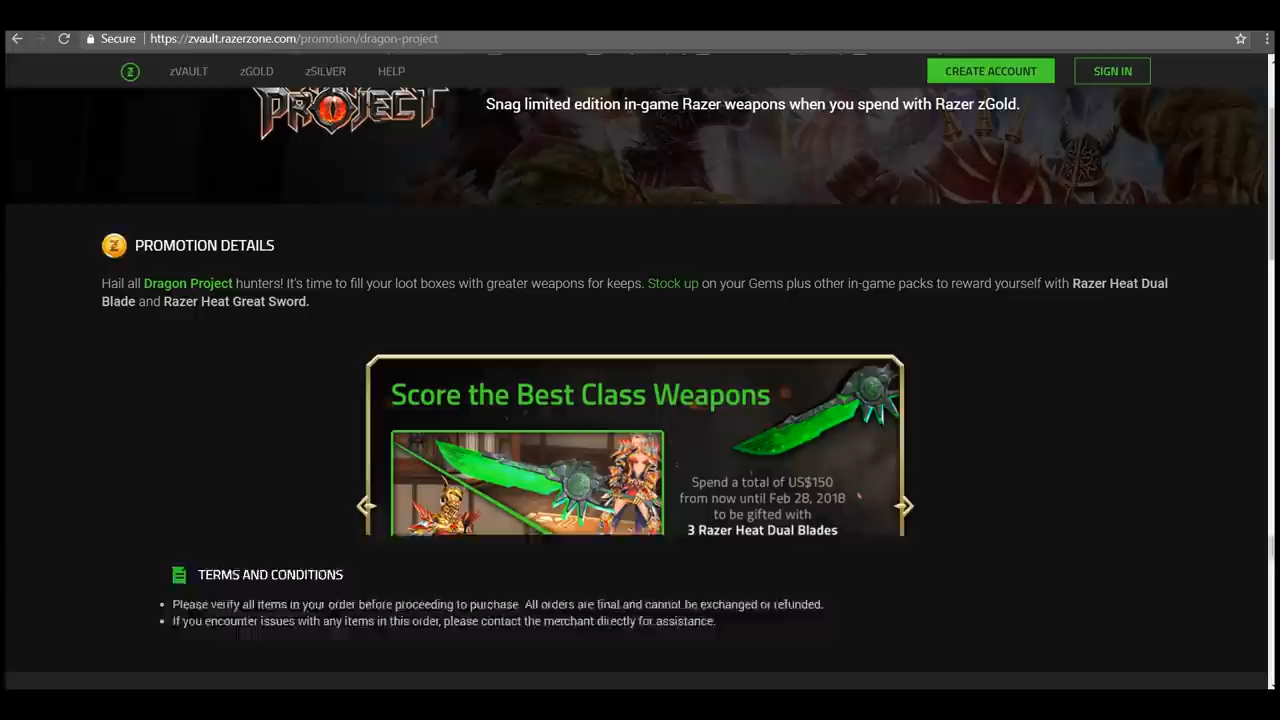 Secure https://zvault.razerzone.com/promotion/dragon-project
zVAULT zGOLD zSILVER HELP CREATE ACCOUNT SIGN IN
PROJECT
Snag limited edition in-game Razer weapons when you spend with Razer zGold.
PROMOTION DETAILS
Hail all Dragon Project hunters! It's time to fill your loot boxes with greater weapons for keeps. Stock up on your Gems plus other in-game packs to reward yourself with Razer Heat Dual
Blade and Razer Heat Great Sword.
Score the Best Class Weapons
Spend a total of US$150
from now until Feb 28, 2018
to be gifted with
3 Razer Heat Dual Blades
TERMS AND CONDITIONS
Please verify all items in your order before proceeding to purchase. All orders are final and cannot be exchanged or refunded.
If you encounter issues with any items in this order, please contact the merchant directly for assistance.